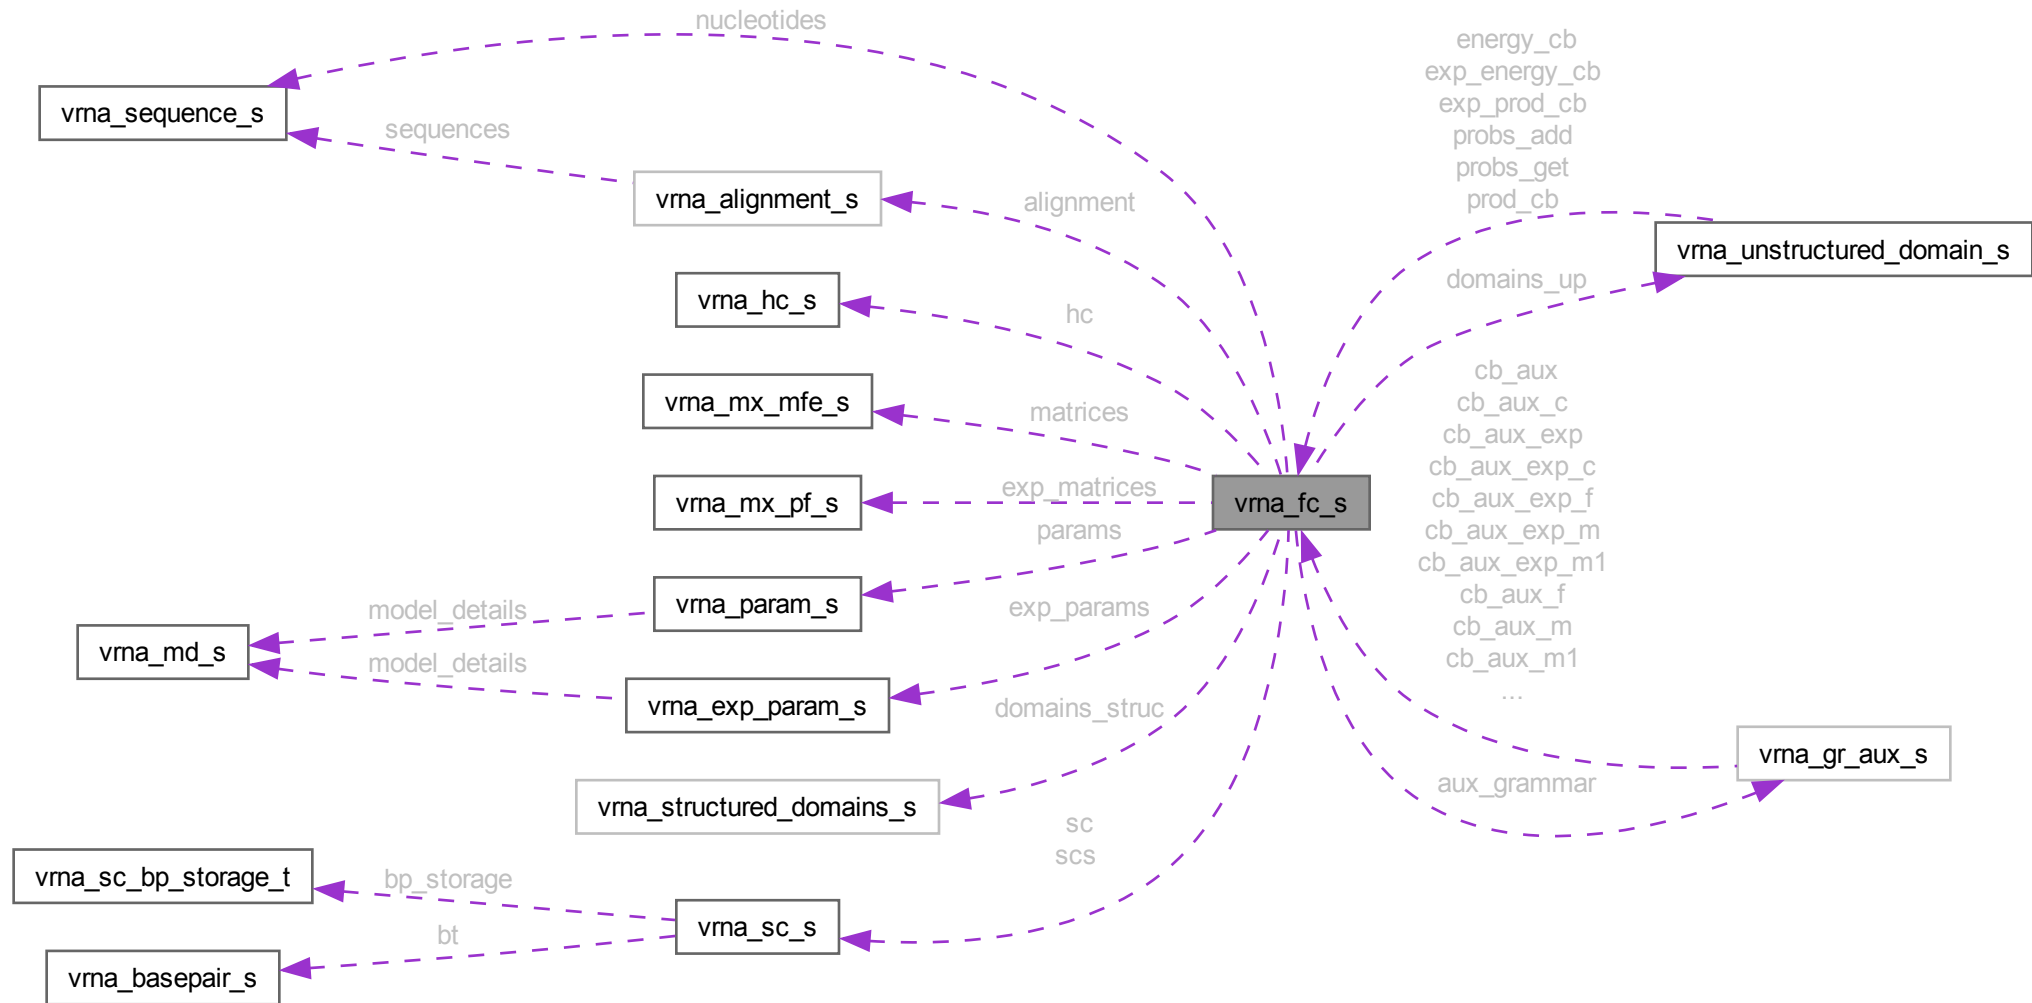 nucleotides
energy_cb
exp_energy_cb
exp_prod_cb
probs_add
probs_get
prod_cb
vrna_sequence_s
sequences
vrna_alignment_s
alignment
vrna_unstructured_domain_s
domains_up
vrna_hc_s
hc
vrna_mx_mfe_s
matrices
cb_aux
cb_aux_c
cb_aux_exp
cb_aux_exp_c
cb_aux_exp_f
cb_aux_exp_m
cb_aux_exp_m1
cb_aux_f
cb_aux_m
cb_aux_m1
...
vrna_mx_pf_s
exp_matrices
vrna_fc_s
params
vrna_param_s
model_details
vrna_md_s
model_details
exp_params
vrna_exp_param_s
domains_struc
vrna_gr_aux_s
aux_grammar
vrna_structured_domains_s
sc
scs
vrna_sc_bp_storage_t
bp_storage
vrna_sc_s
bt
vrna_basepair_s